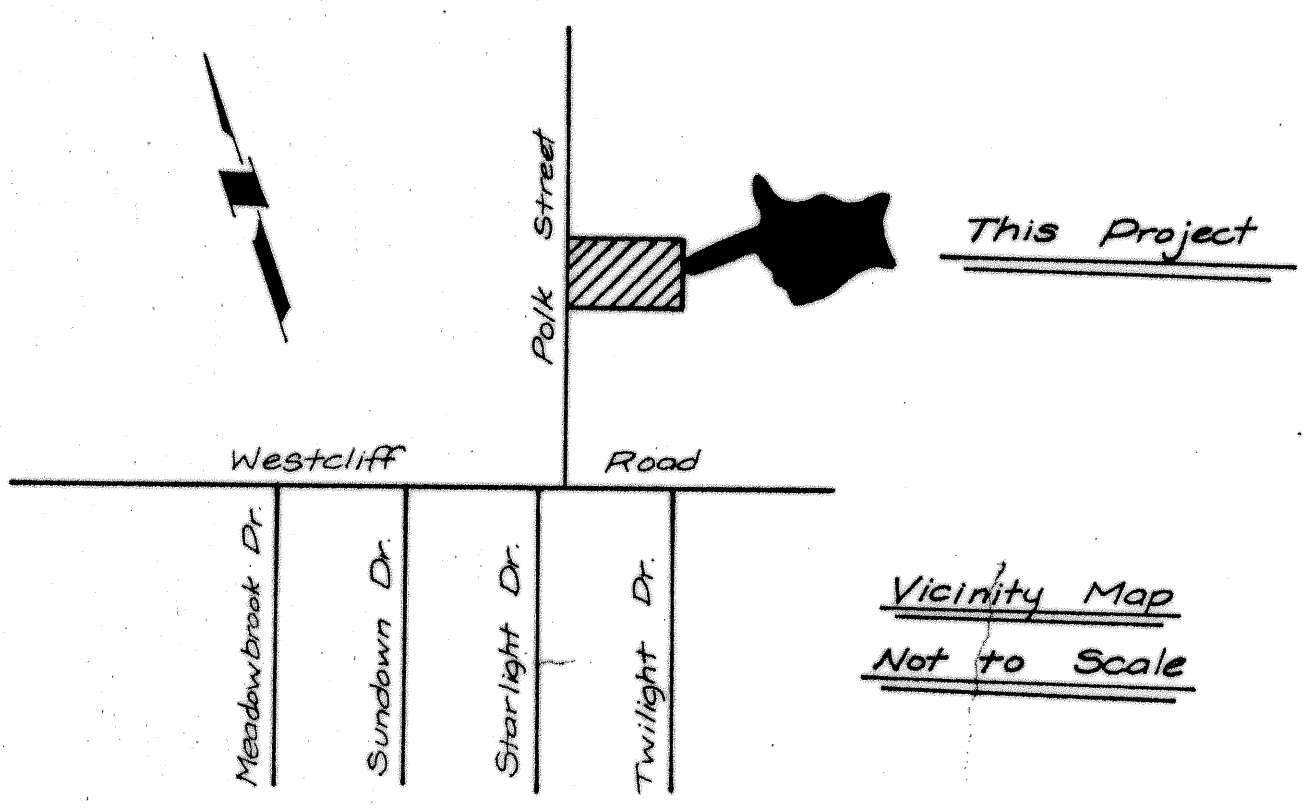 Polk Street
This Project
Westcliff Road
Meadowbrook Dr.
Sundown Dr.
Starlight Dr.
Twilight Dr.
Vicinity Map
Not to Scale